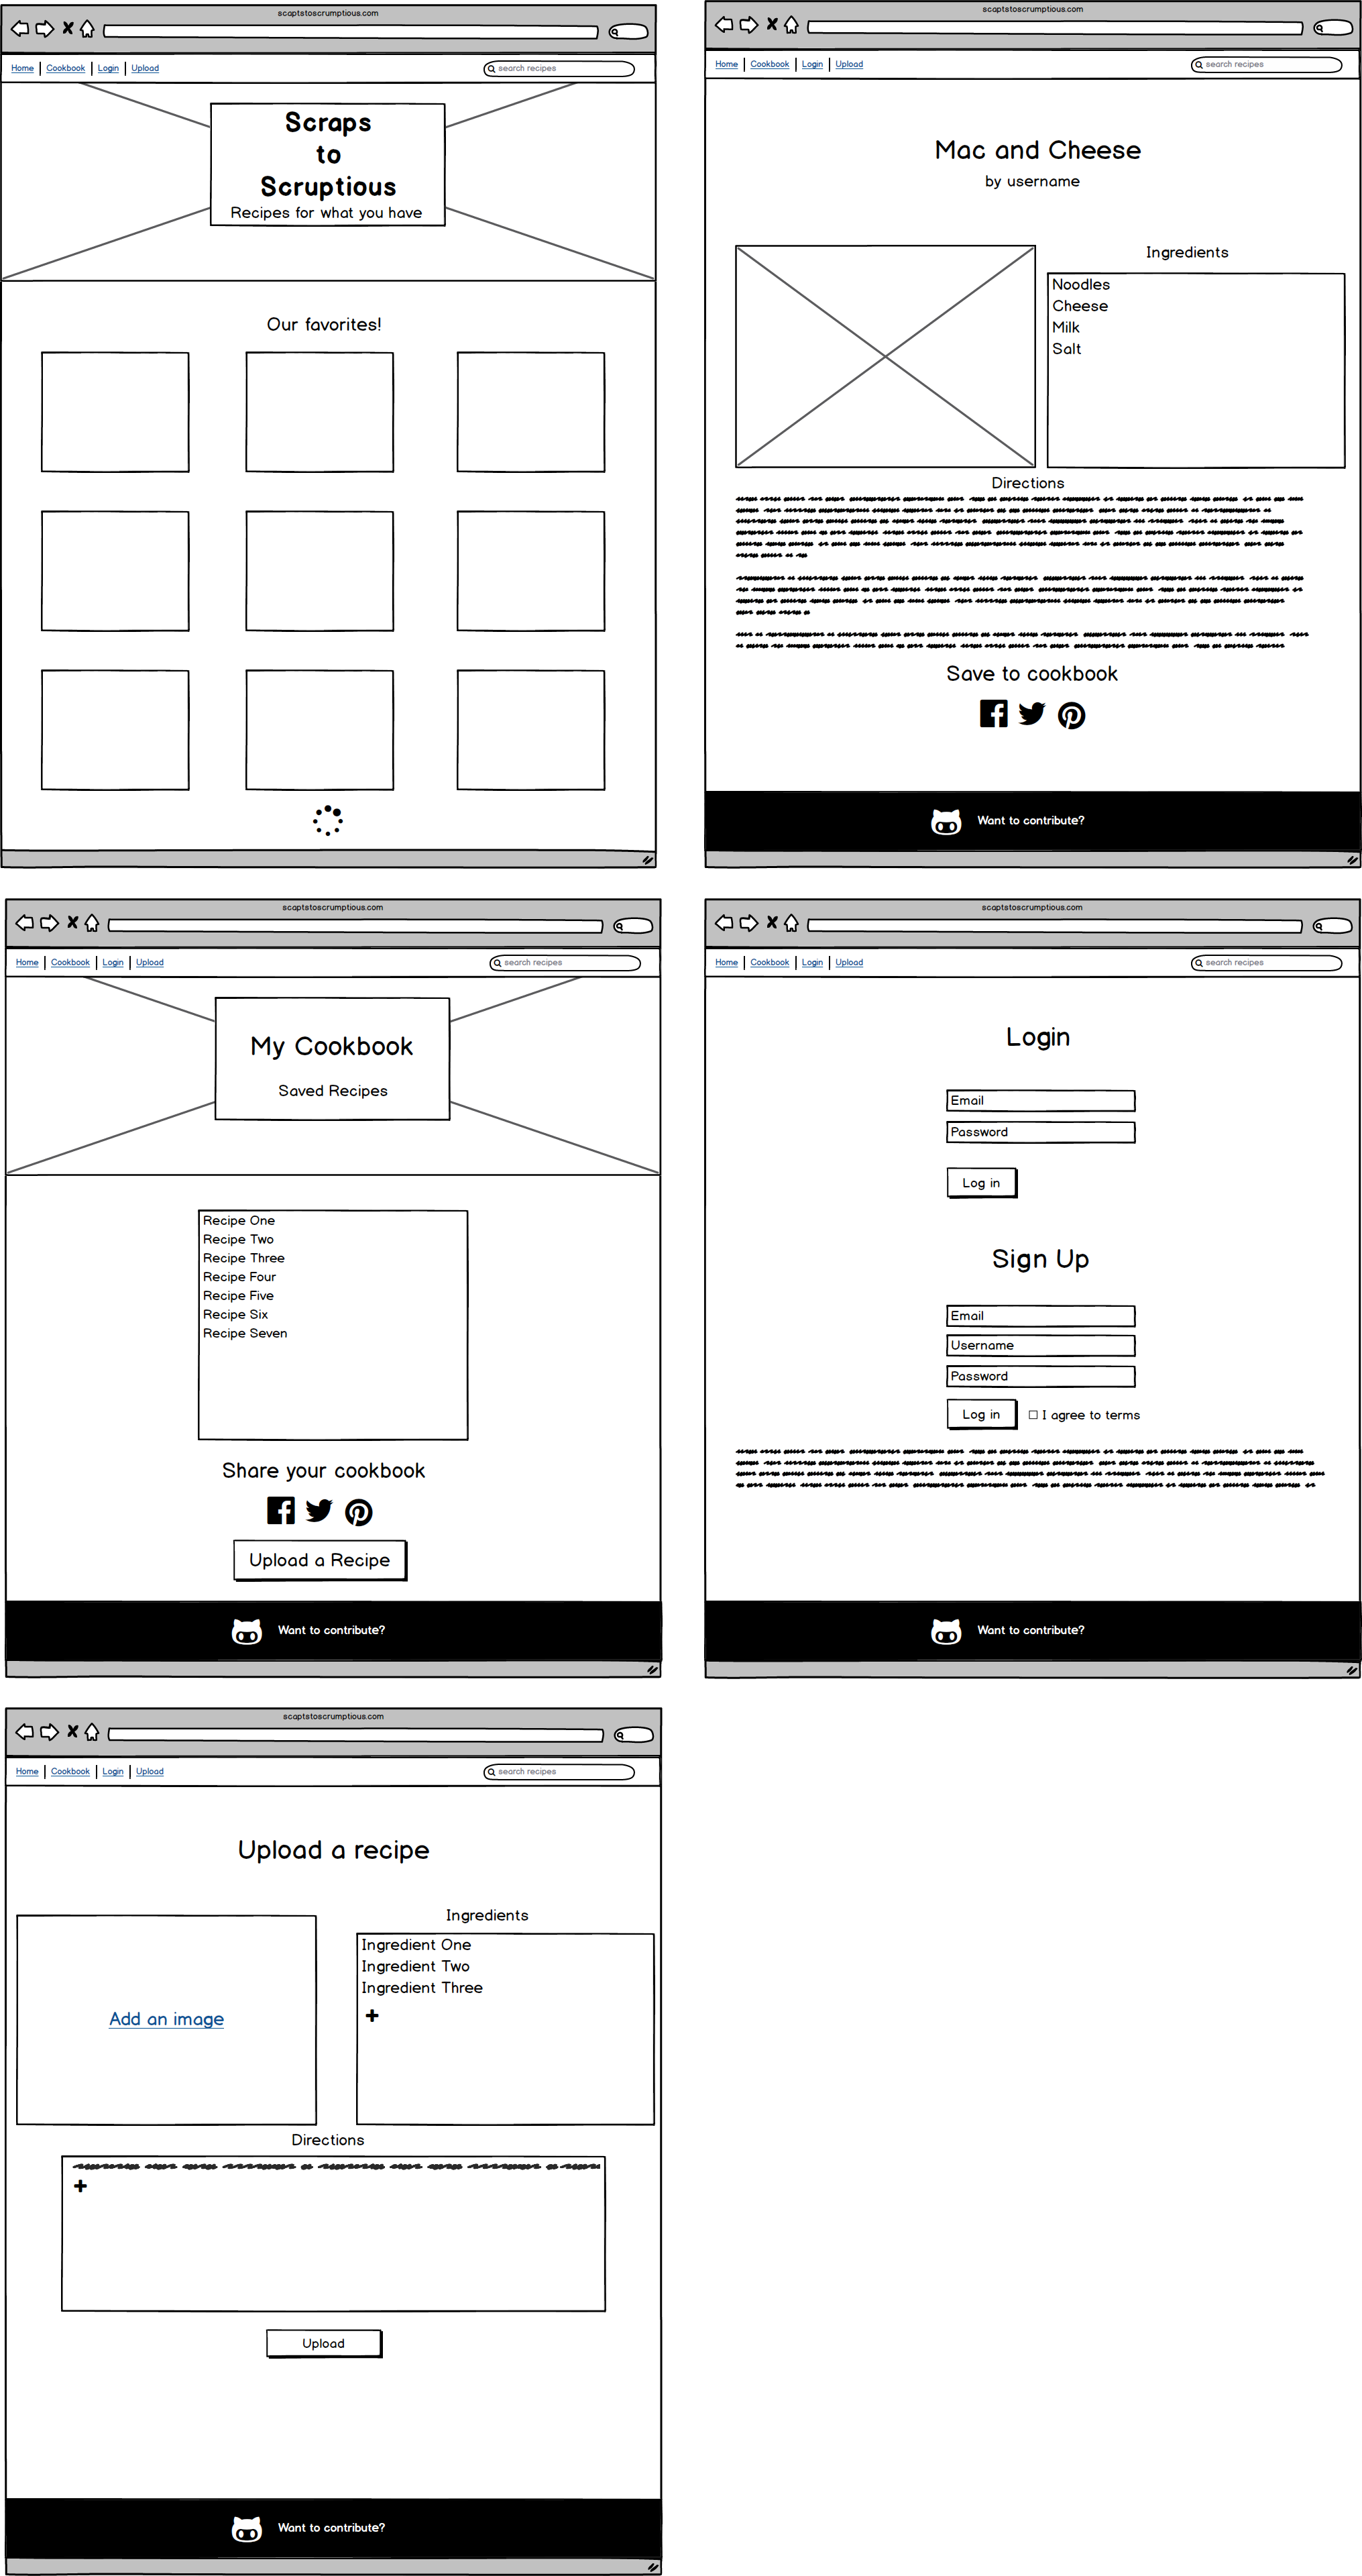 scaptstoscrumptious.com
Home | Cookbook | Login | Upload
search recipes
Scraps
to
Scruptious
Recipes for what you have
Our favorites!
scaptstoscrumptious.com
Home | Cookbook | Login | Upload
search recipes
Mac and Cheese
by username
Ingredients
Noodles
Cheese
Milk
Salt
Directions
Save to cookbook
Want to contribute?
scaptstoscrumptious.com
Home | Cookbook | Login | Upload
search recipes
My Cookbook
Saved Recipes
Recipe One
Recipe Two
Recipe Three
Recipe Four
Recipe Five
Recipe Six
Recipe Seven
Share your cookbook
Upload a Recipe
Want to contribute?
scaptstoscrumptious.com
Home | Cookbook | Login | Upload
search recipes
Login
Email
Password
Log in
Sign Up
Email
Username
Password
Log in
I agree to terms
Want to contribute?
scaptstoscrumptious.com
Home | Cookbook | Login | Upload
search recipes
Upload a recipe
Add an image
Ingredients
Ingredient One
Ingredient Two
Ingredient Three
+
Directions
+
Upload
Want to contribute?